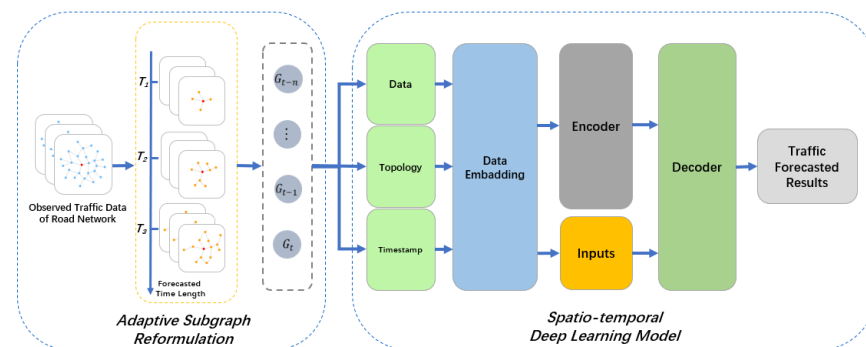 Observed Traffic Data
of Road Network
T₁
T₂
T₃
Forecasted
Time Length
Gₜ₋ₙ
⋮
Gₜ₋₁
Gₜ
Adaptive Subgraph
Reformulation
Data
Topology
Timestamp
Data
Embedding
Encoder
Inputs
Decoder
Traffic
Forecasted
Results
Spatio-temporal
Deep Learning Model